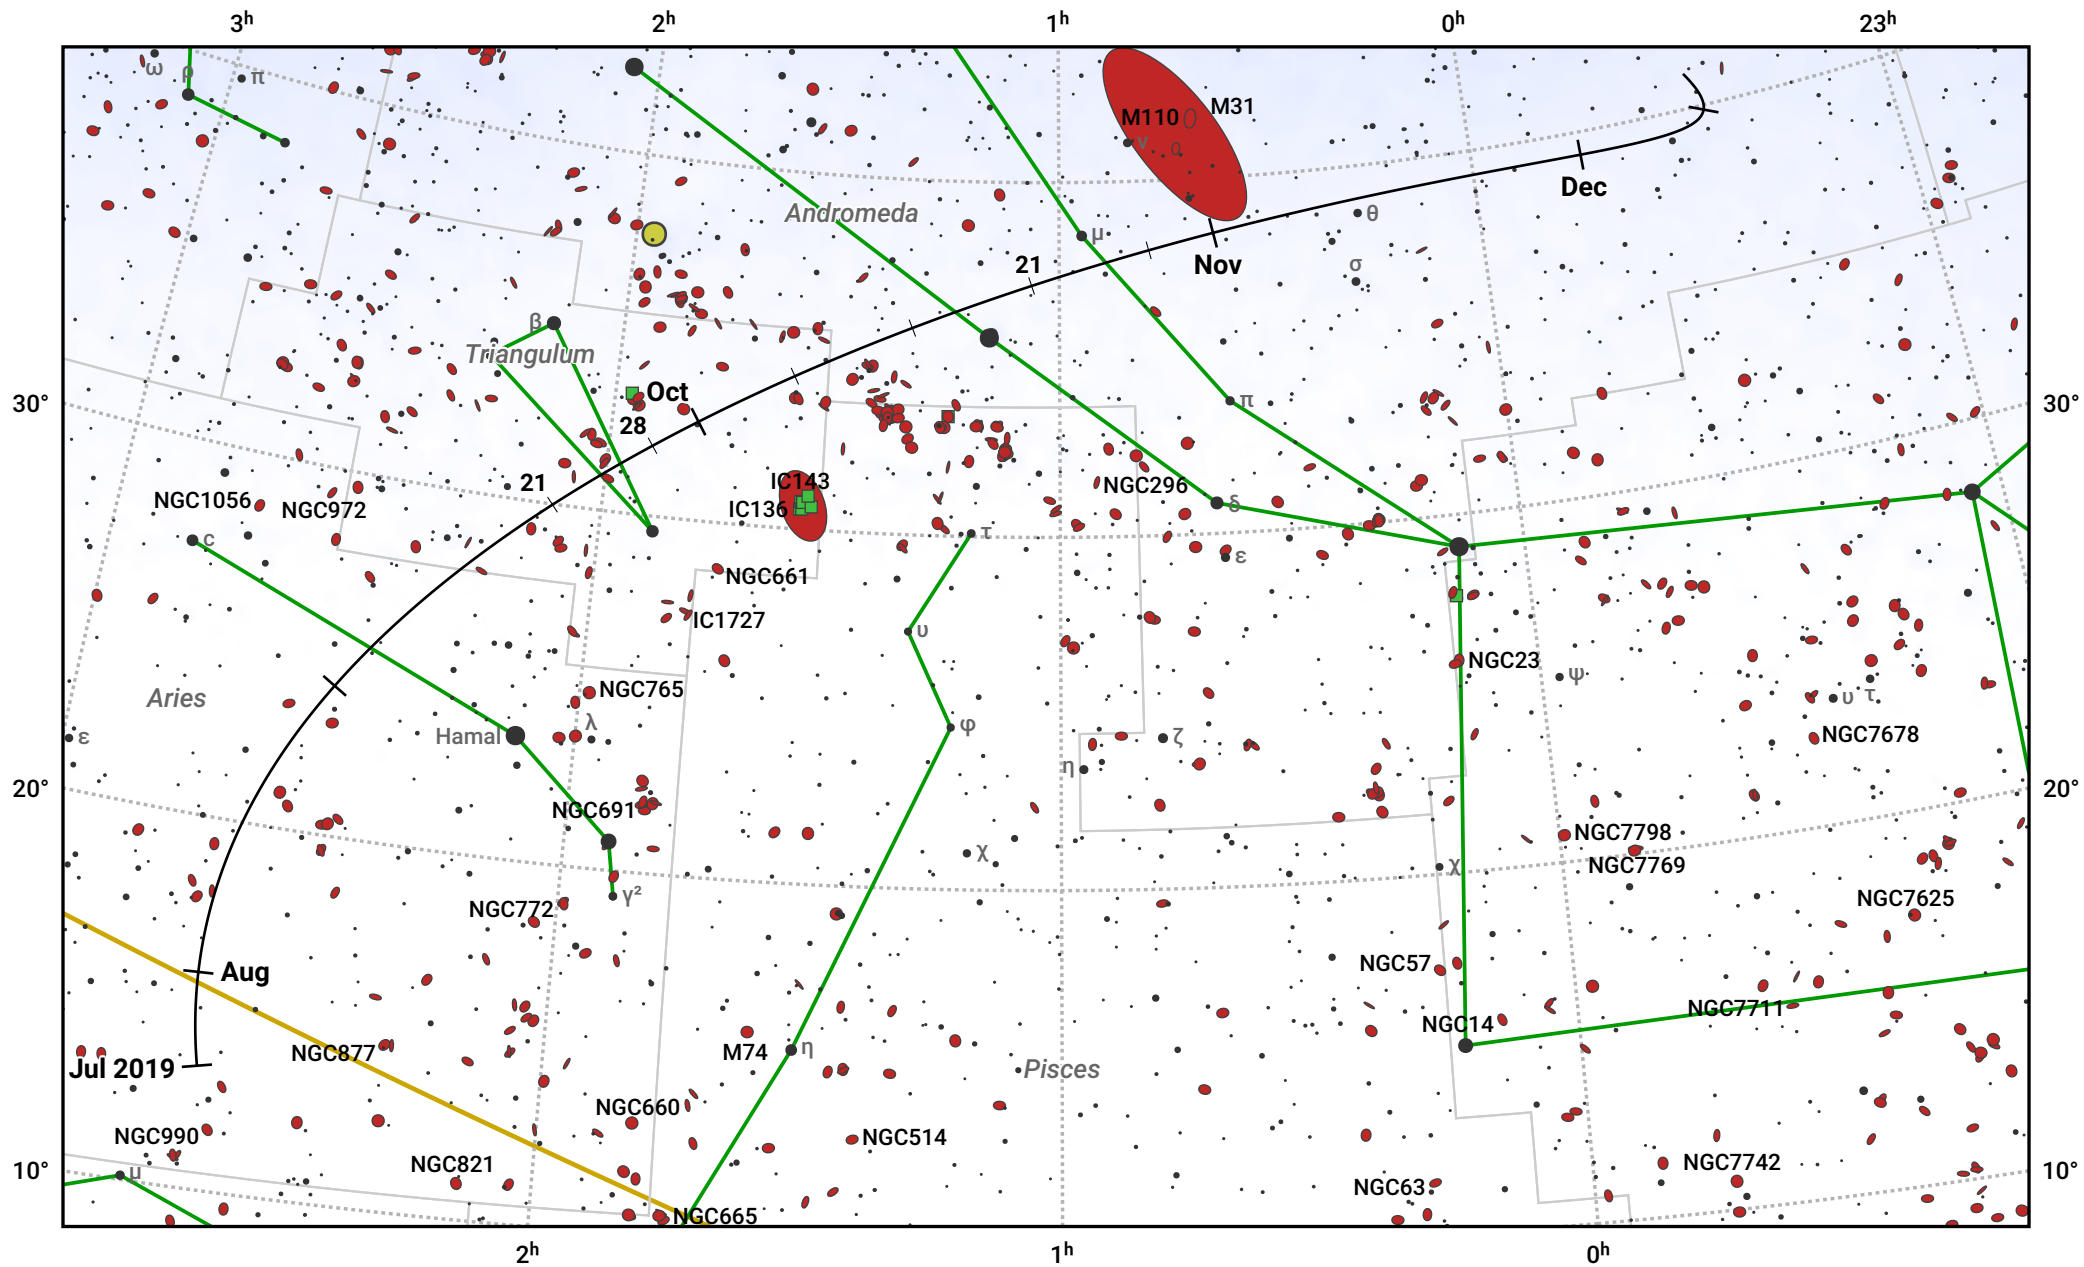 3h 2h 1h 0h 23h
ω ρ π
M110 M31
ν
Andromeda
μ
θ
Dec
21 Nov σ
β
Triangulum
30° Oct π 30°
28
21 IC143 NGC296
NGC1056 NGC972 IC136 δ
c τ ε
NGC661
IC1727
υ
NGC23
ψ
Aries NGC765
λ φ υ τ
ε Hamal ζ NGC7678
η
20° 20°
NGC691
NGC7798
χ χ NGC7769
γ²
NGC772 NGC7625
Aug NGC57
NGC7711
NGC14
NGC877 M74 η
Jul 2019 Pisces
NGC660
NGC990 NGC514
μ NGC821 NGC7742
10° 10°
NGC63
NGC665
2h 1h 0h